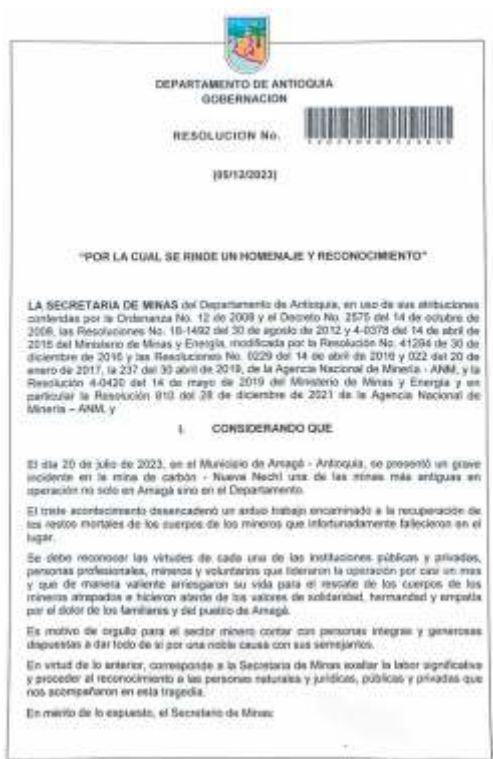 DEPARTAMENTO DE ANTIOQUIA
GOBERNACION
RESOLUCION No.
(05/12/2023)
"POR LA CUAL SE RINDE UN HOMENAJE Y RECONOCIMIENTO"
LA SECRETARIA DE MINAS del Departamento de Antioquia, en uso de sus atribuciones
conferidas por la Ordenanza No. 12 de 2008 y el Decreto No. 2575 del 14 de octubre de
2008, las Resoluciones No. 18-1492 del 30 de agosto de 2012 y 4-0378 del 14 de abril de
2015 del Ministerio de Minas y Energía, modificada por la Resolución No. 41284 de 30 de
diciembre de 2016 y las Resoluciones No. 0229 del 14 de abril de 2016 y 022 del 20 de
enero de 2017, la 237 del 30 abril de 2019, de la Agencia Nacional de Minería - ANM, y la
Resolución 4-0420 del 14 de mayo de 2019 del Ministerio de Minas y Energía y en
particular la Resolución 810 del 28 de diciembre de 2021 de la Agencia Nacional de
Minería – ANM, y
I. CONSIDERANDO QUE
El día 20 de julio de 2023, en el Municipio de Amagá - Antioquia, se presentó un grave
incidente en la mina de carbón - Nueva Nechí una de las minas más antiguas en
operación no solo en Amagá sino en el Departamento.
El triste acontecimiento desencadenó un arduo trabajo encaminado a la recuperación de
los restos mortales de los cuerpos de los mineros que infortunadamente fallecieron en el
lugar.
Se debe reconocer las virtudes de cada una de las instituciones públicas y privadas,
personas profesionales, mineros y voluntarios que lideraron la operación por casi un mes
y que de manera valiente arriesgaron su vida para el rescate de los cuerpos de los
mineros atrapados e hicieron alarde de los valores de solidaridad, hermandad y empatía
por el dolor de los familiares y del pueblo de Amagá.
Es motivo de orgullo para el sector minero contar con personas íntegras y generosas
dispuestas a dar todo de sí por una noble causa con sus semejantes.
En virtud de lo anterior, corresponde a la Secretaría de Minas exaltar la labor significativa
y proceder al reconocimiento a las personas naturales y jurídicas, públicas y privadas que
nos acompañaron en esta tragedia.
En mérito de lo expuesto, el Secretario de Minas: